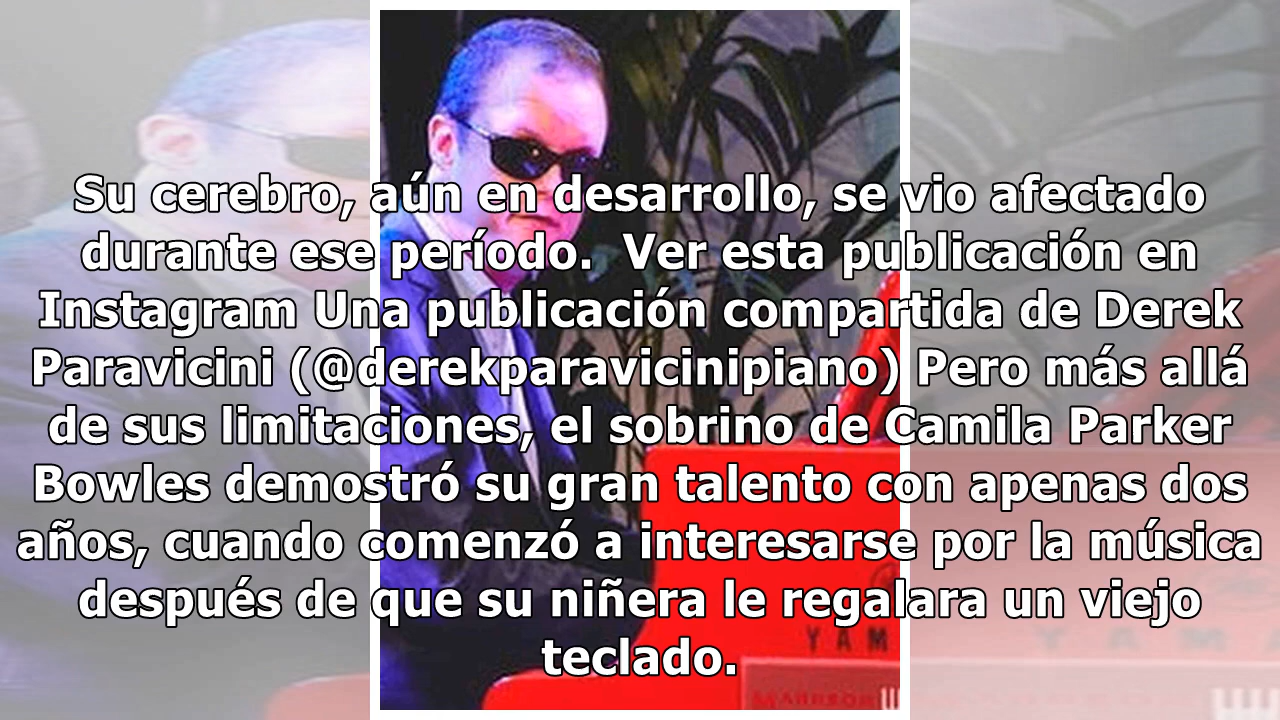 Su cerebro, aún en desarrollo, se vio afectado
durante ese período.  Ver esta publicación en
Instagram Una publicación compartida de Derek
Paravicini (@derekparavicinipiano) Pero más allá
de sus limitaciones, el sobrino de Camila Parker
Bowles demostró su gran talento con apenas dos
años, cuando comenzó a interesarse por la música
después de que su niñera le regalara un viejo
teclado.
YAM